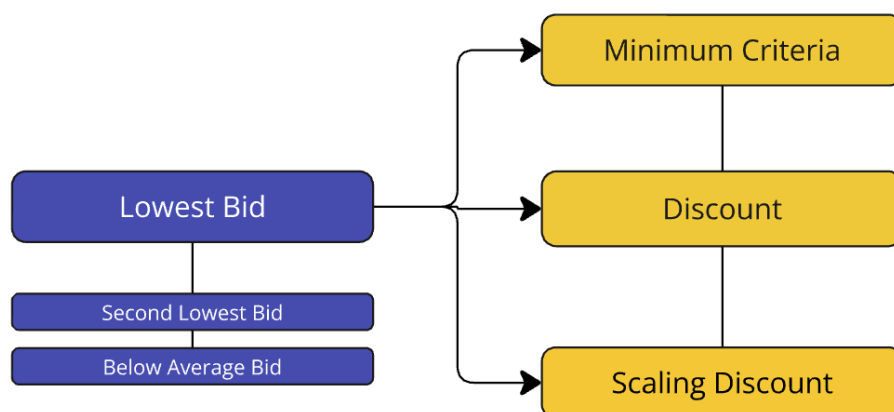 Minimum Criteria
Lowest Bid
Discount
Second Lowest Bid
Below Average Bid
Scaling Discount